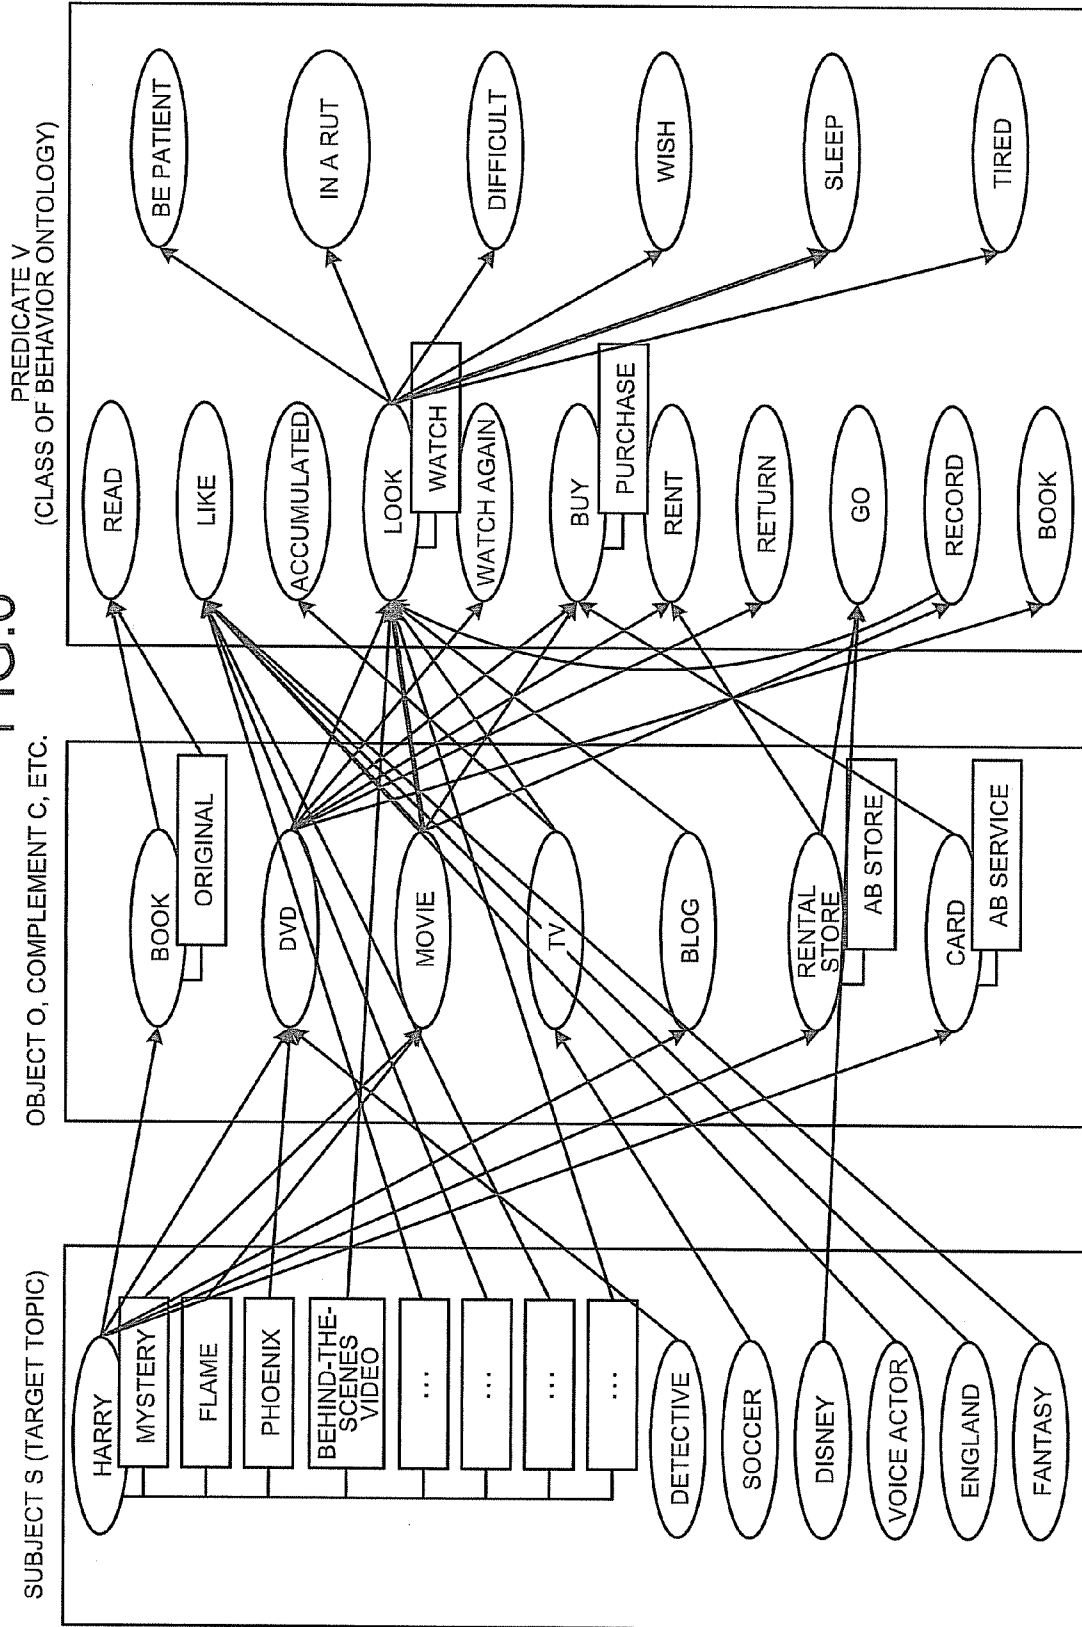 SUBJECT S (TARGET TOPIC)
HARRY
MYSTERY
FLAME
PHOENIX
BEHIND-THE-
SCENES
VIDEO
...
...
...
...
DETECTIVE
SOCCER
DISNEY
VOICE ACTOR
ENGLAND
FANTASY
OBJECT O, COMPLEMENT C, ETC.
BOOK
ORIGINAL
DVD
MOVIE
TV
BLOG
RENTAL
STORE
AB STORE
CARD
AB SERVICE
PREDICATE V
(CLASS OF BEHAVIOR ONTOLOGY)
READ
LIKE
ACCUMULATED
LOOK
WATCH
WATCH AGAIN
BUY
PURCHASE
RENT
RETURN
GO
RECORD
BOOK
BE PATIENT
IN A RUT
DIFFICULT
WISH
SLEEP
TIRED